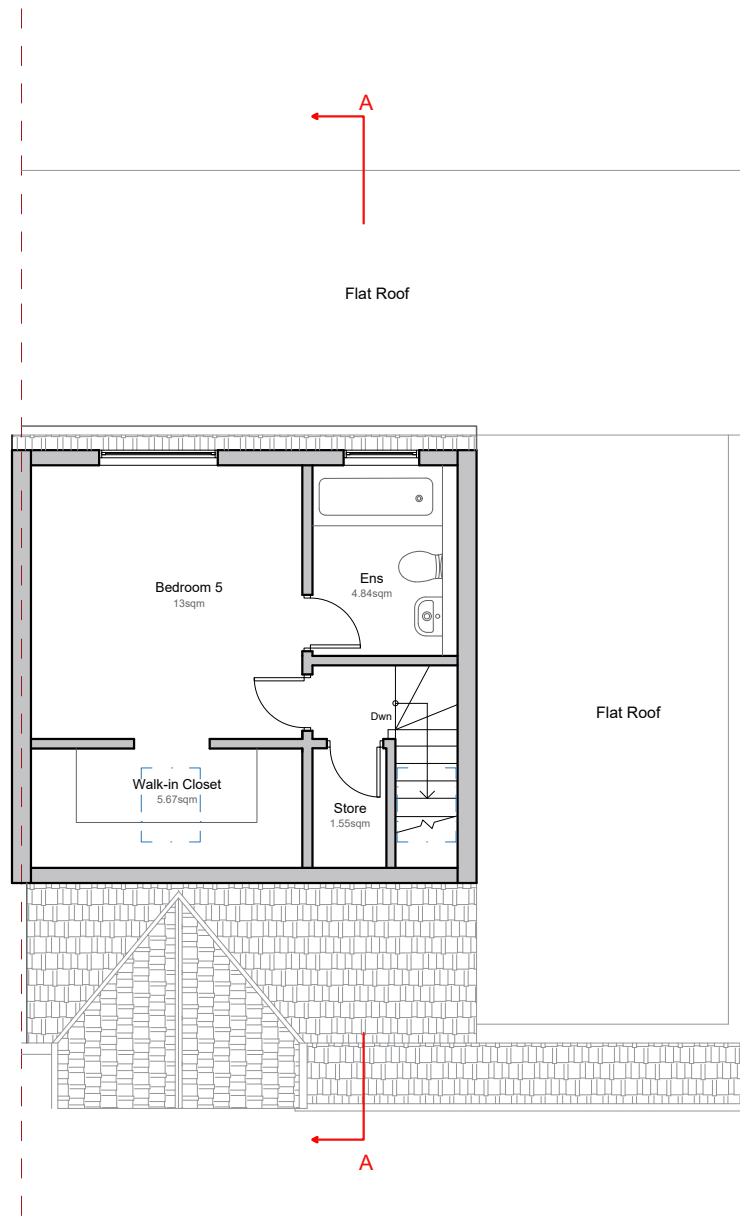 A
Flat Roof
Bedroom 5
13sqm
Ens
4.84sqm
Dwn
Flat Roof
Walk-in Closet
5.67sqm
Store
1.55sqm
A